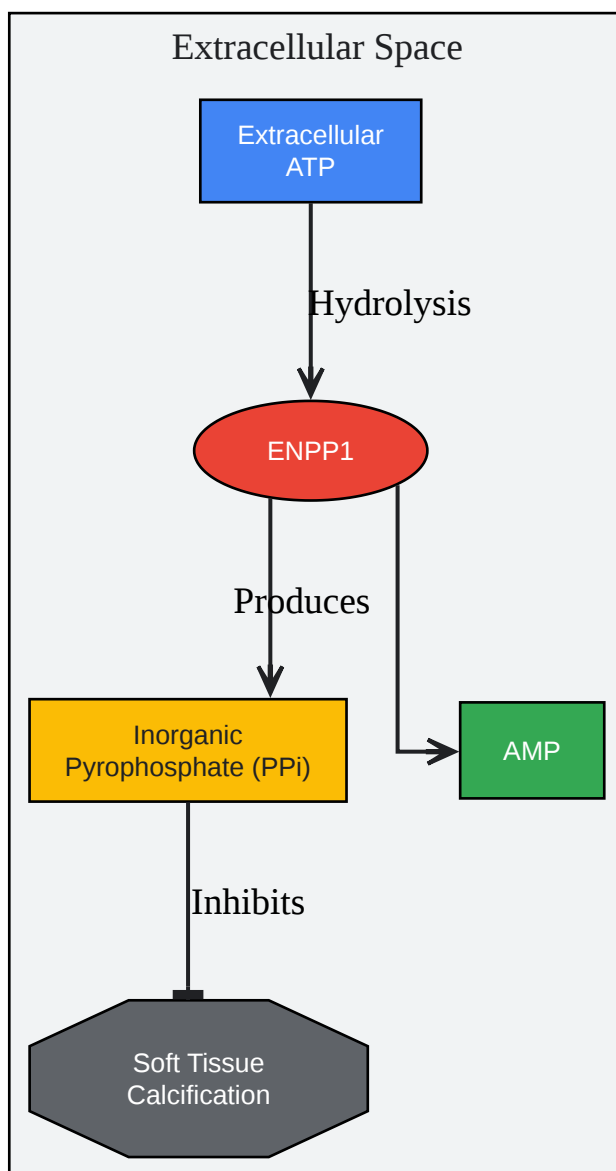 Extracellular Space
Extracellular
ATP
Hydrolysis
ENPP1
Produces
Inorganic
Pyrophosphate (PPi)
AMP
Inhibits
Soft Tissue
Calcification